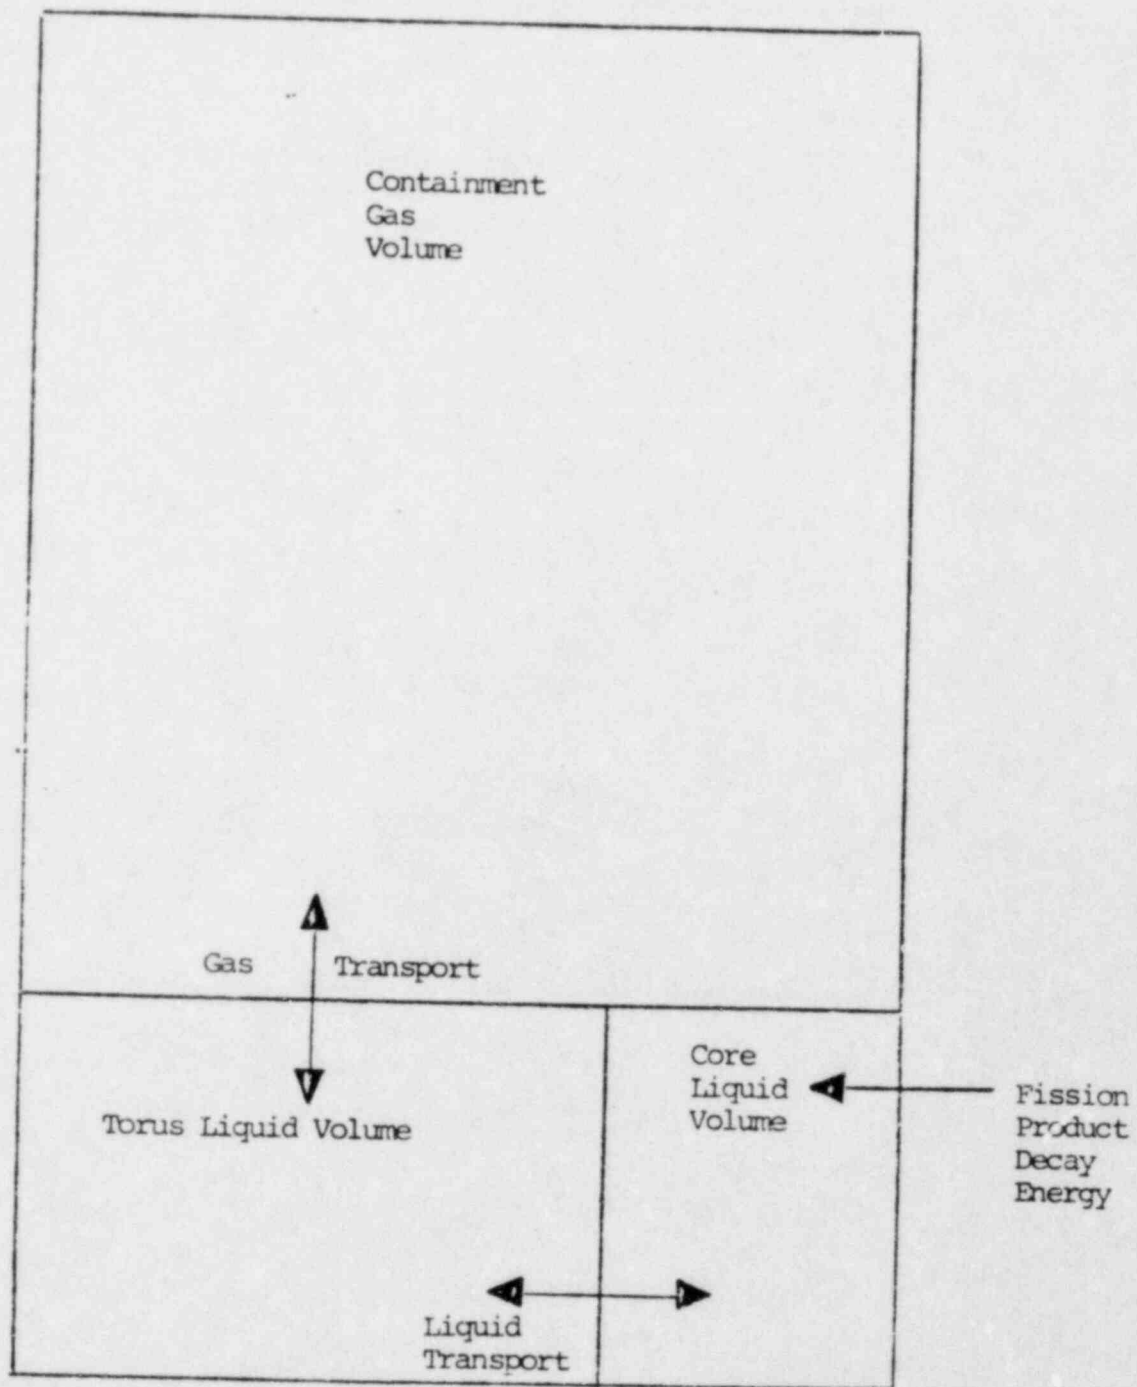 Containment
Gas
Volume
Gas Transport
Core
Liquid
Volume
Torus Liquid Volume
Fission
Product
Decay
Energy
Liquid
Transport